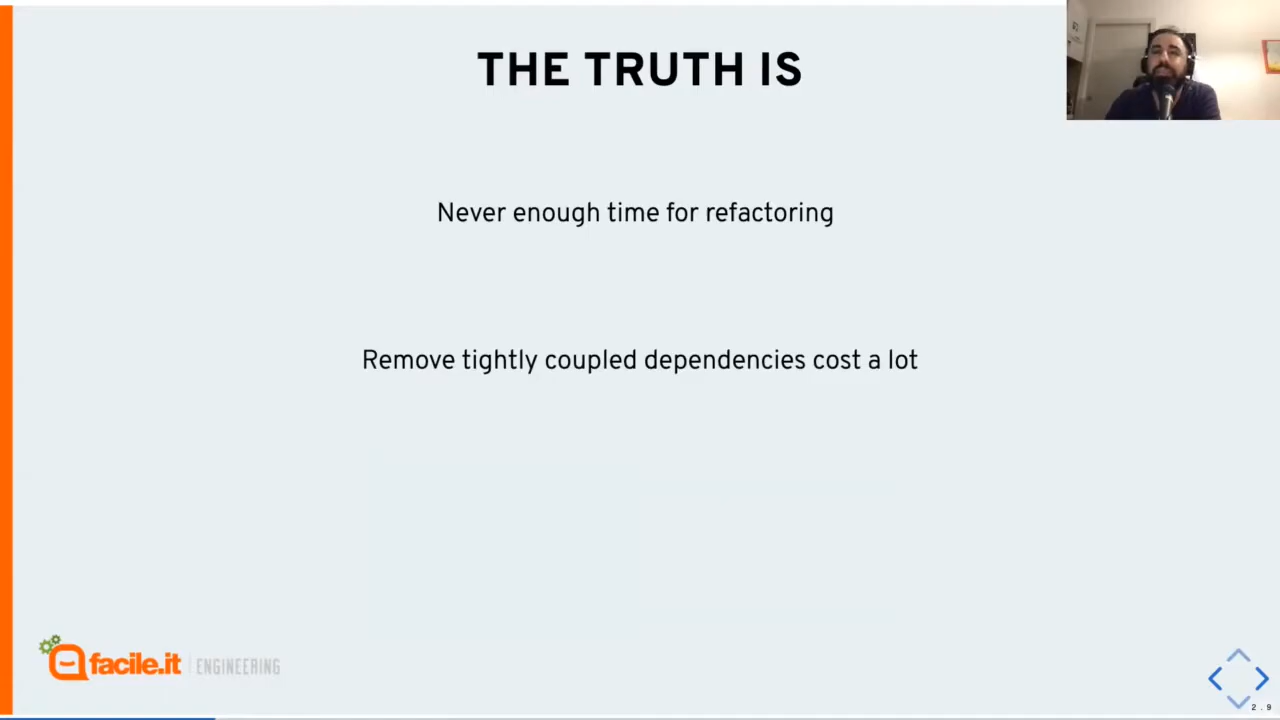 THE TRUTH IS
Never enough time for refactoring
Remove tightly coupled dependencies cost a lot
facile.it | ENGINEERING
2.9